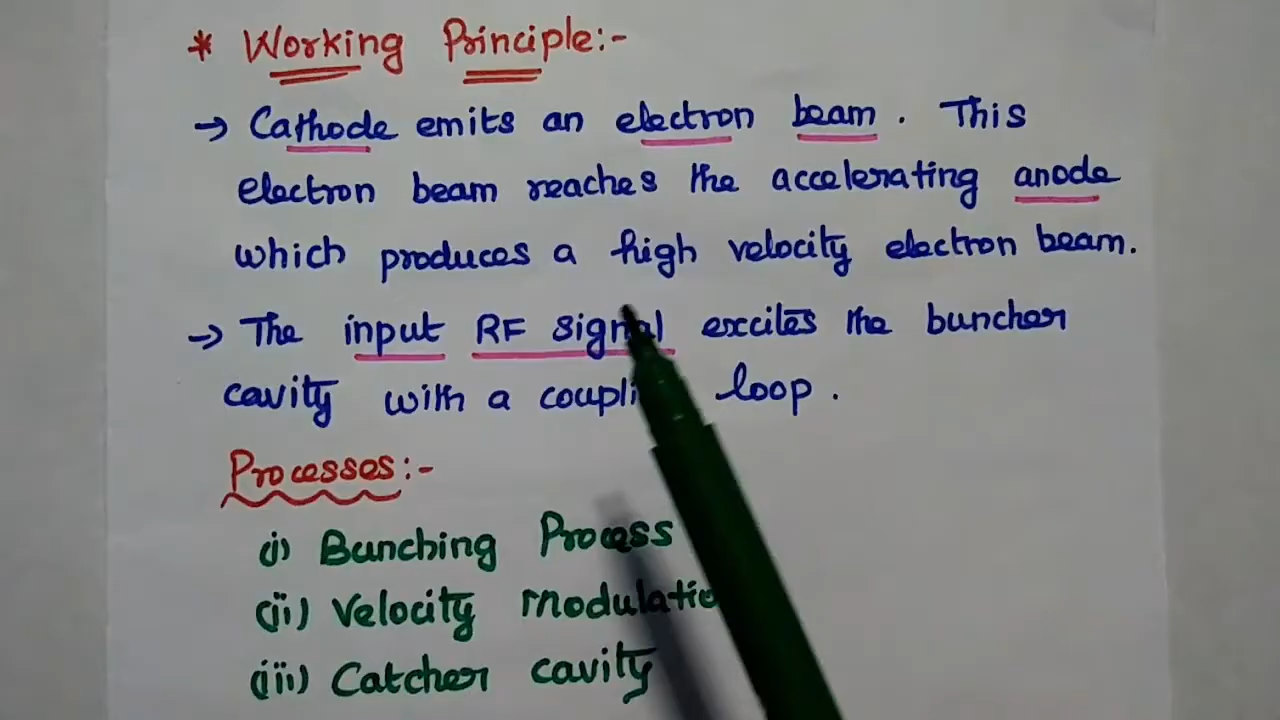 * Working Principle:-
→ Cathode emits an electron beam. This
electron beam reaches the accelerating anode
which produces a high velocity electron beam.
→ The input RF signal excites the buncher
cavity with a loop.
Processes:-
(i) Bunching Process
(ii) Velocity
(iii) Catcher cavity